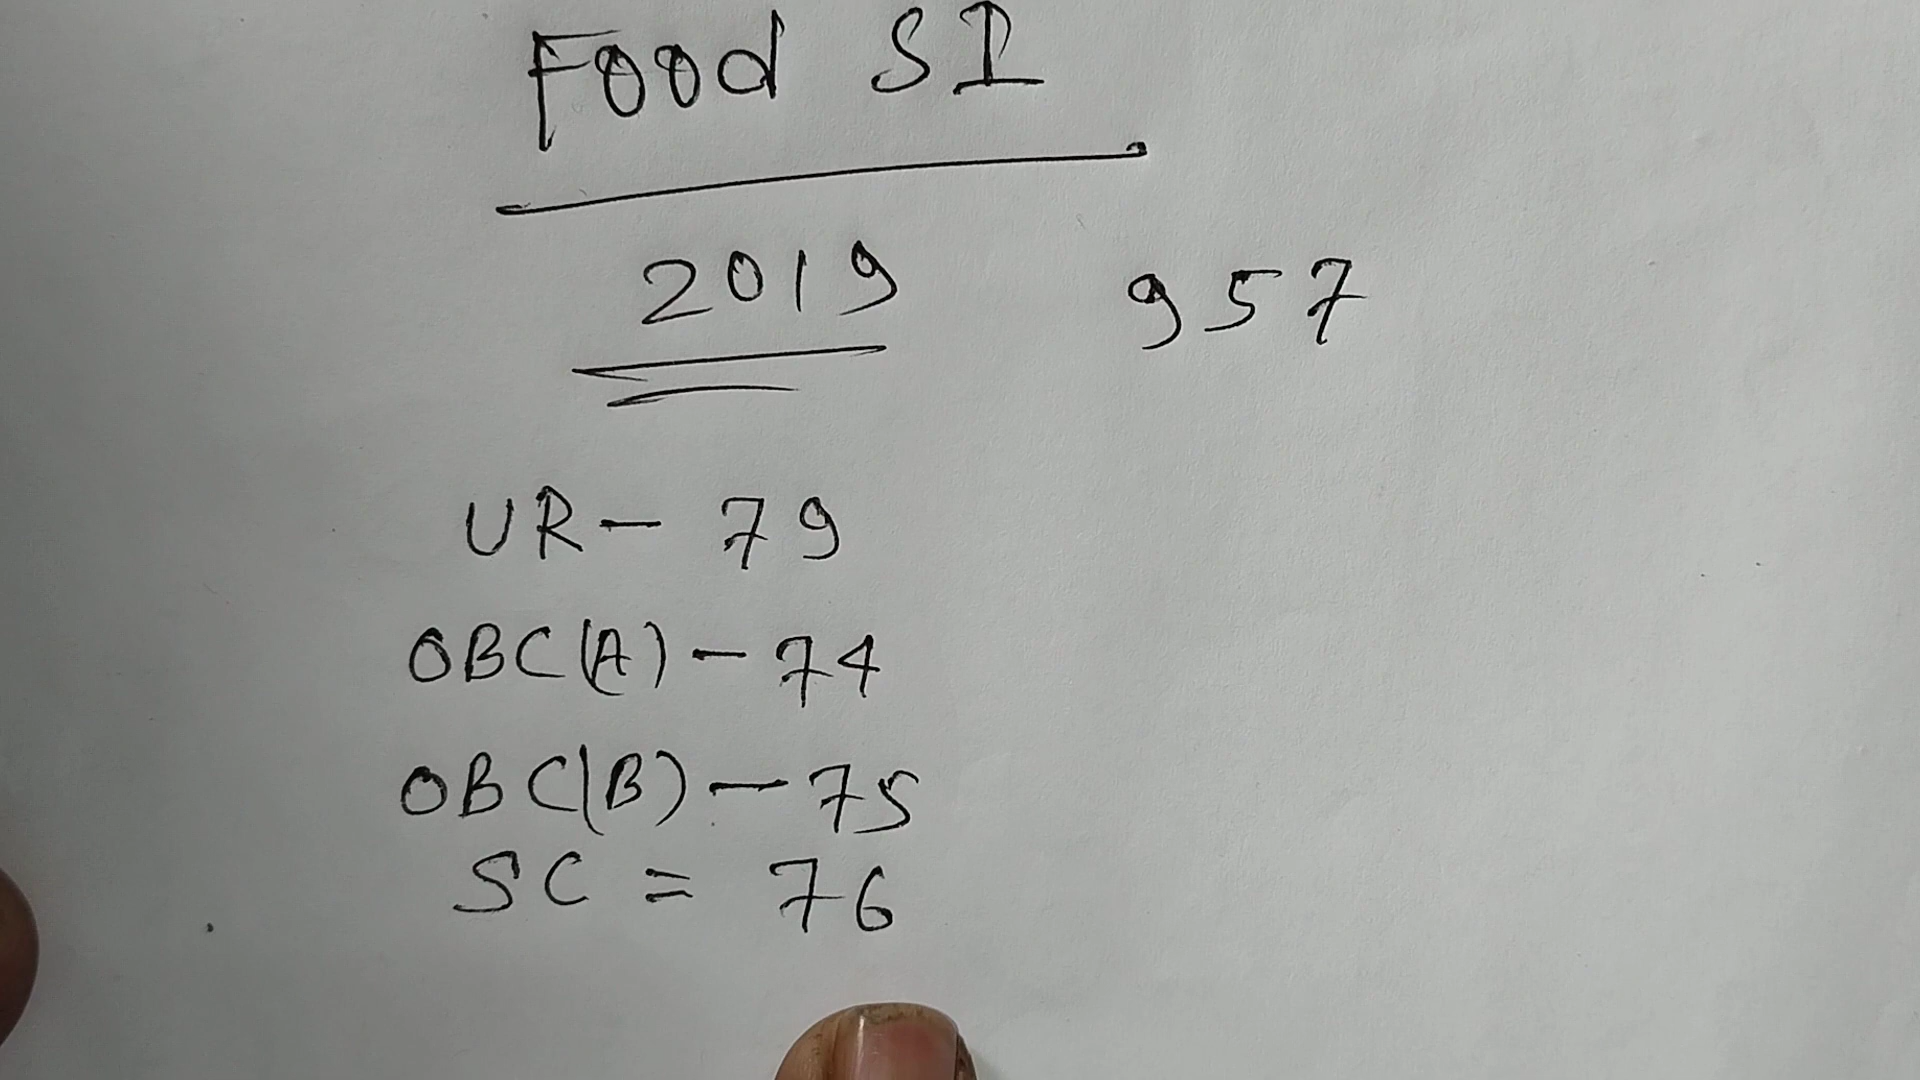 Food SI
2019 957
UR- 79
OBC(A) - 74
OBC(B) - 75
SC = 76